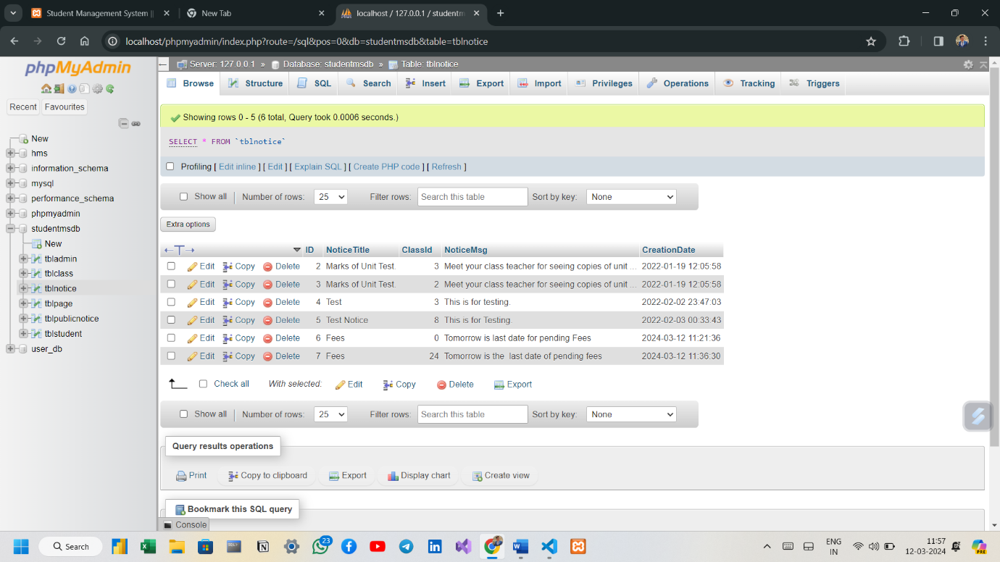 Student Management System ||
New Tab
localhost / 127.0.0.1 / studentm
localhost/phpmyadmin/index.php?route=/sql&pos=0&db=studentmsdb&table=tblnotice
phpMyAdmin
Recent Favourites
New
hms
information_schema
mysql
performance_schema
phpmyadmin
studentmsdb
New
tbladmin
tblclass
tblnotice
tblpage
tblpublicnotice
tblstudent
user_db
Server: 127.0.0.1 » Database: studentmsdb » Table: tblnotice
Browse Structure SQL Search Insert Export Import Privileges Operations Tracking Triggers
Showing rows 0 - 5 (6 total, Query took 0.0006 seconds.)
SELECT * FROM `tblnotice`
Profiling [ Edit inline ] [ Edit ] [ Explain SQL ] [ Create PHP code ] [ Refresh ]
Show all Number of rows: 25 Filter rows: Search this table Sort by key: None
Extra options
ID NoticeTitle ClassId NoticeMsg CreationDate
Edit Copy Delete 2 Marks of Unit Test. 3 Meet your class teacher for seeing copies of unit ... 2022-01-19 12:05:58
Edit Copy Delete 3 Marks of Unit Test. 2 Meet your class teacher for seeing copies of unit ... 2022-01-19 12:05:58
Edit Copy Delete 4 Test 3 This is for testing. 2022-02-02 23:47:03
Edit Copy Delete 5 Test Notice 8 This is for Testing. 2022-02-03 00:33:43
Edit Copy Delete 6 Fees 0 Tomorrow is last date for pending Fees 2024-03-12 11:21:36
Edit Copy Delete 7 Fees 24 Tomorrow is the last date of pending fees 2024-03-12 11:36:30
Check all With selected: Edit Copy Delete Export
Show all Number of rows: 25 Filter rows: Search this table Sort by key: None
Query results operations
Print Copy to clipboard Export Display chart Create view
Bookmark this SQL query
Console
Search
23
ENG
IN
11:57
12-03-2024
PRE